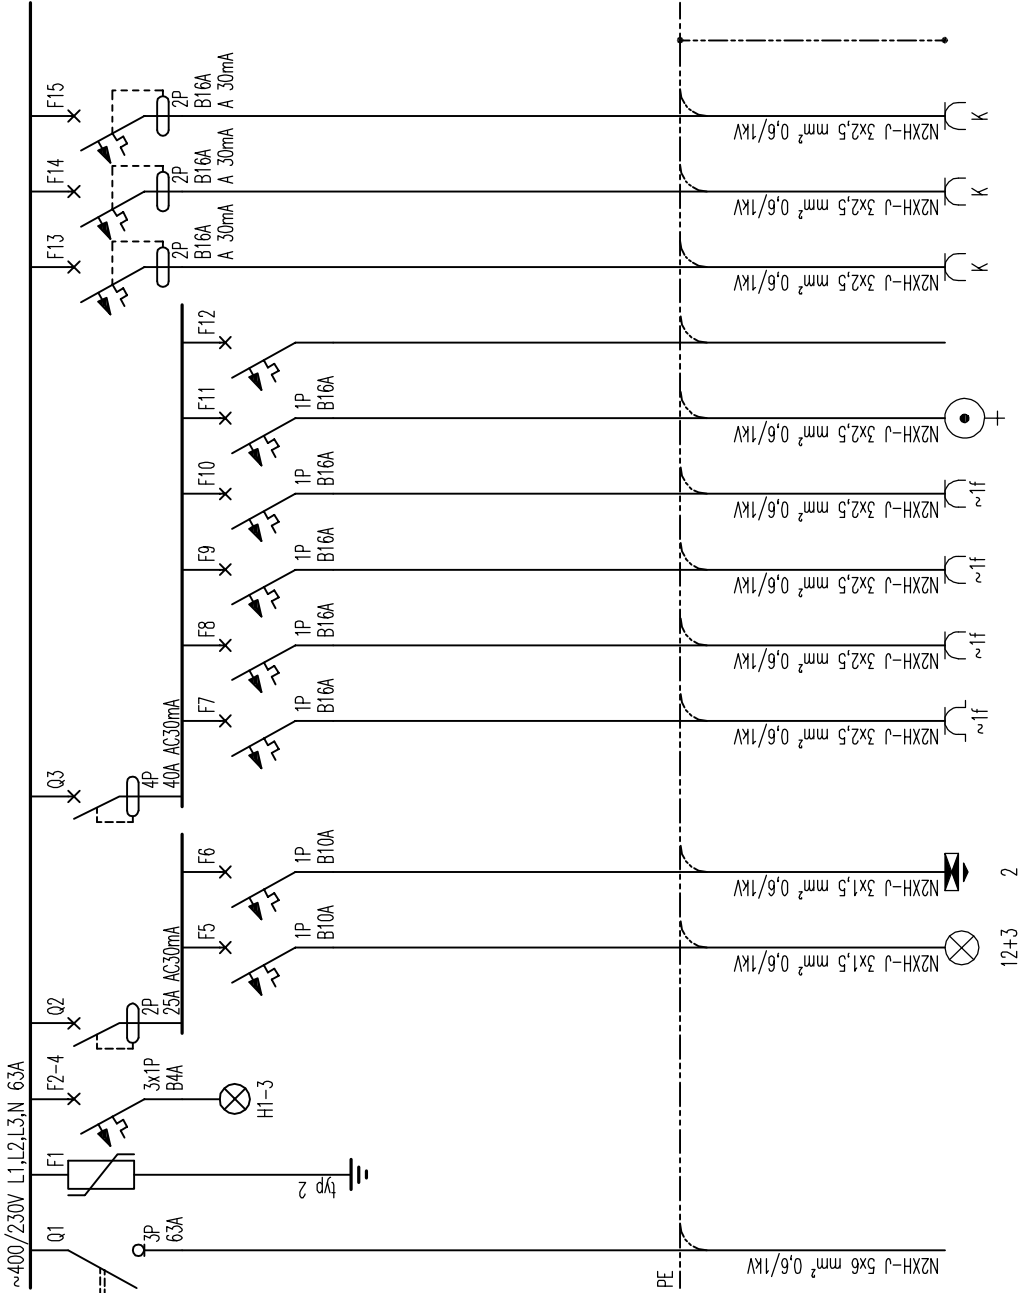 ~400/230V L1,L2,L3,N 63A
Q1
3P
63A
N2XH-J 5x6 mm² 0,6/1kV
F1
typ 2
F2-4
3x1P
B4A
H1-3
Q2
2P
25A AC30mA
F5
1P
B10A
N2XH-J 3x1,5 mm² 0,6/1kV
12+3
F6
1P
B10A
N2XH-J 3x1,5 mm² 0,6/1kV
2
Q3
4P
40A AC30mA
F7
1P
B16A
N2XH-J 3x2,5 mm² 0,6/1kV
~1f
F8
1P
B16A
N2XH-J 3x2,5 mm² 0,6/1kV
~1f
F9
1P
B16A
N2XH-J 3x2,5 mm² 0,6/1kV
~1f
F10
1P
B16A
N2XH-J 3x2,5 mm² 0,6/1kV
~1f
F11
1P
B16A
N2XH-J 3x2,5 mm² 0,6/1kV
F12
F13
2P
B16A
A 30mA
N2XH-J 3x2,5 mm² 0,6/1kV
K
F14
2P
B16A
A 30mA
N2XH-J 3x2,5 mm² 0,6/1kV
K
F15
2P
B16A
A 30mA
N2XH-J 3x2,5 mm² 0,6/1kV
K
PE